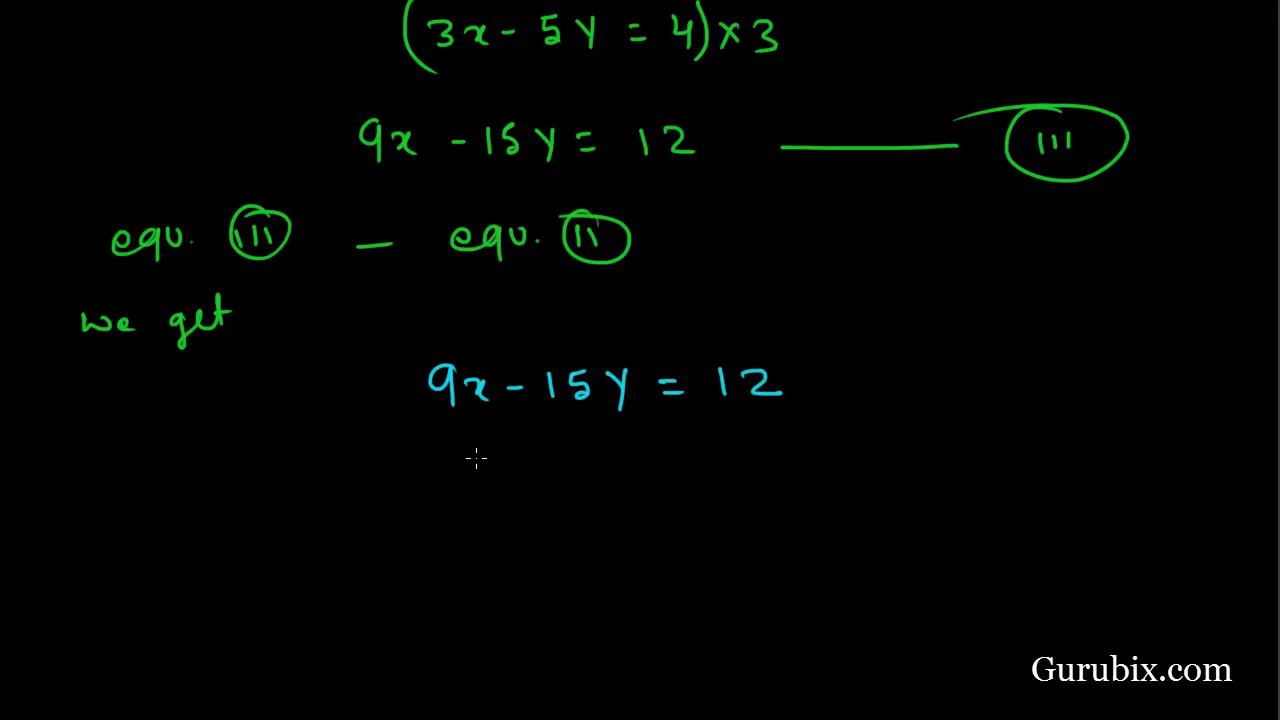 (3x - 5y = 4) × 3
9x - 15y = 12 ——— III
equ. III — equ. II
we get
9x - 15y = 12
Gurubix.com